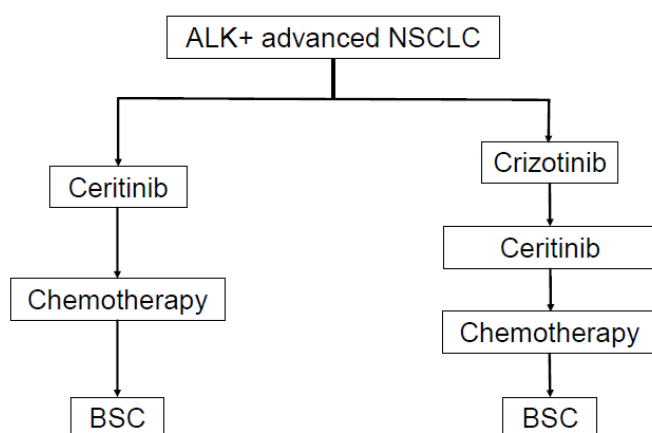 ALK+ advanced NSCLC
Ceritinib
Chemotherapy
BSC
Crizotinib
Ceritinib
Chemotherapy
BSC